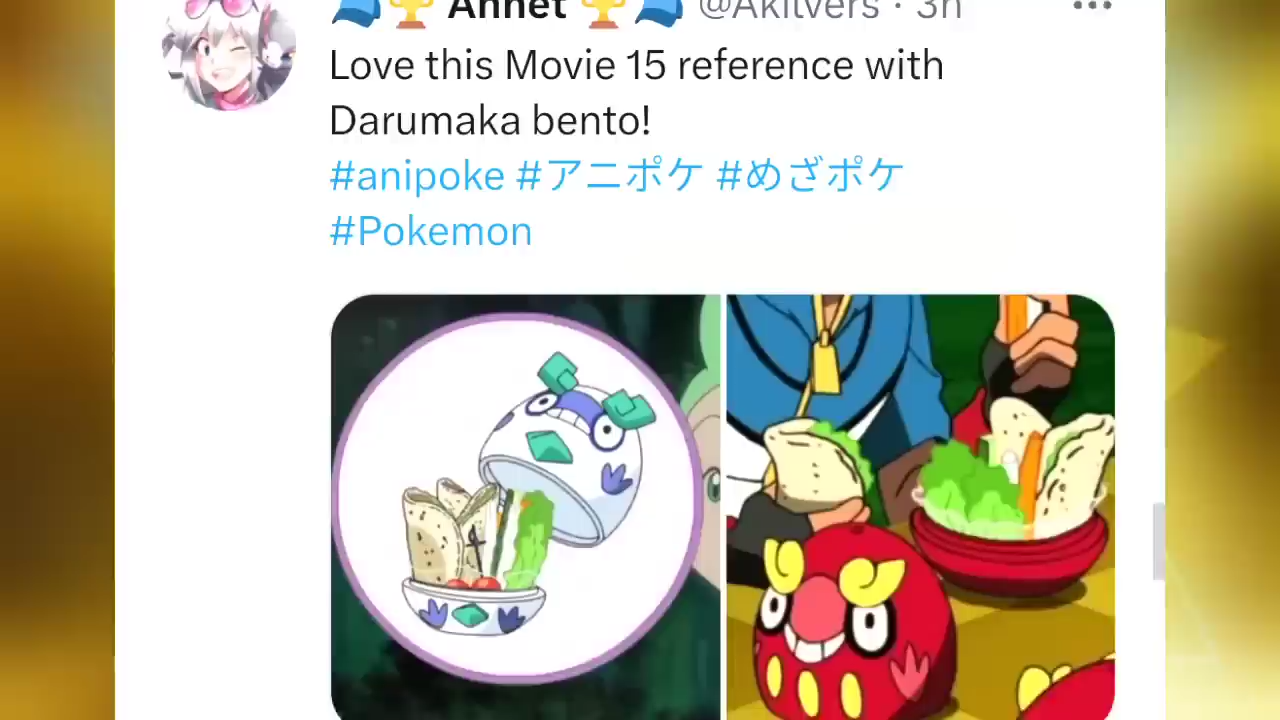 🧢🏆 Annet 🏆🧢 @Akitvers · 3h
Love this Movie 15 reference with
Darumaka bento!
#anipoke #アニポケ #めざポケ
#Pokemon